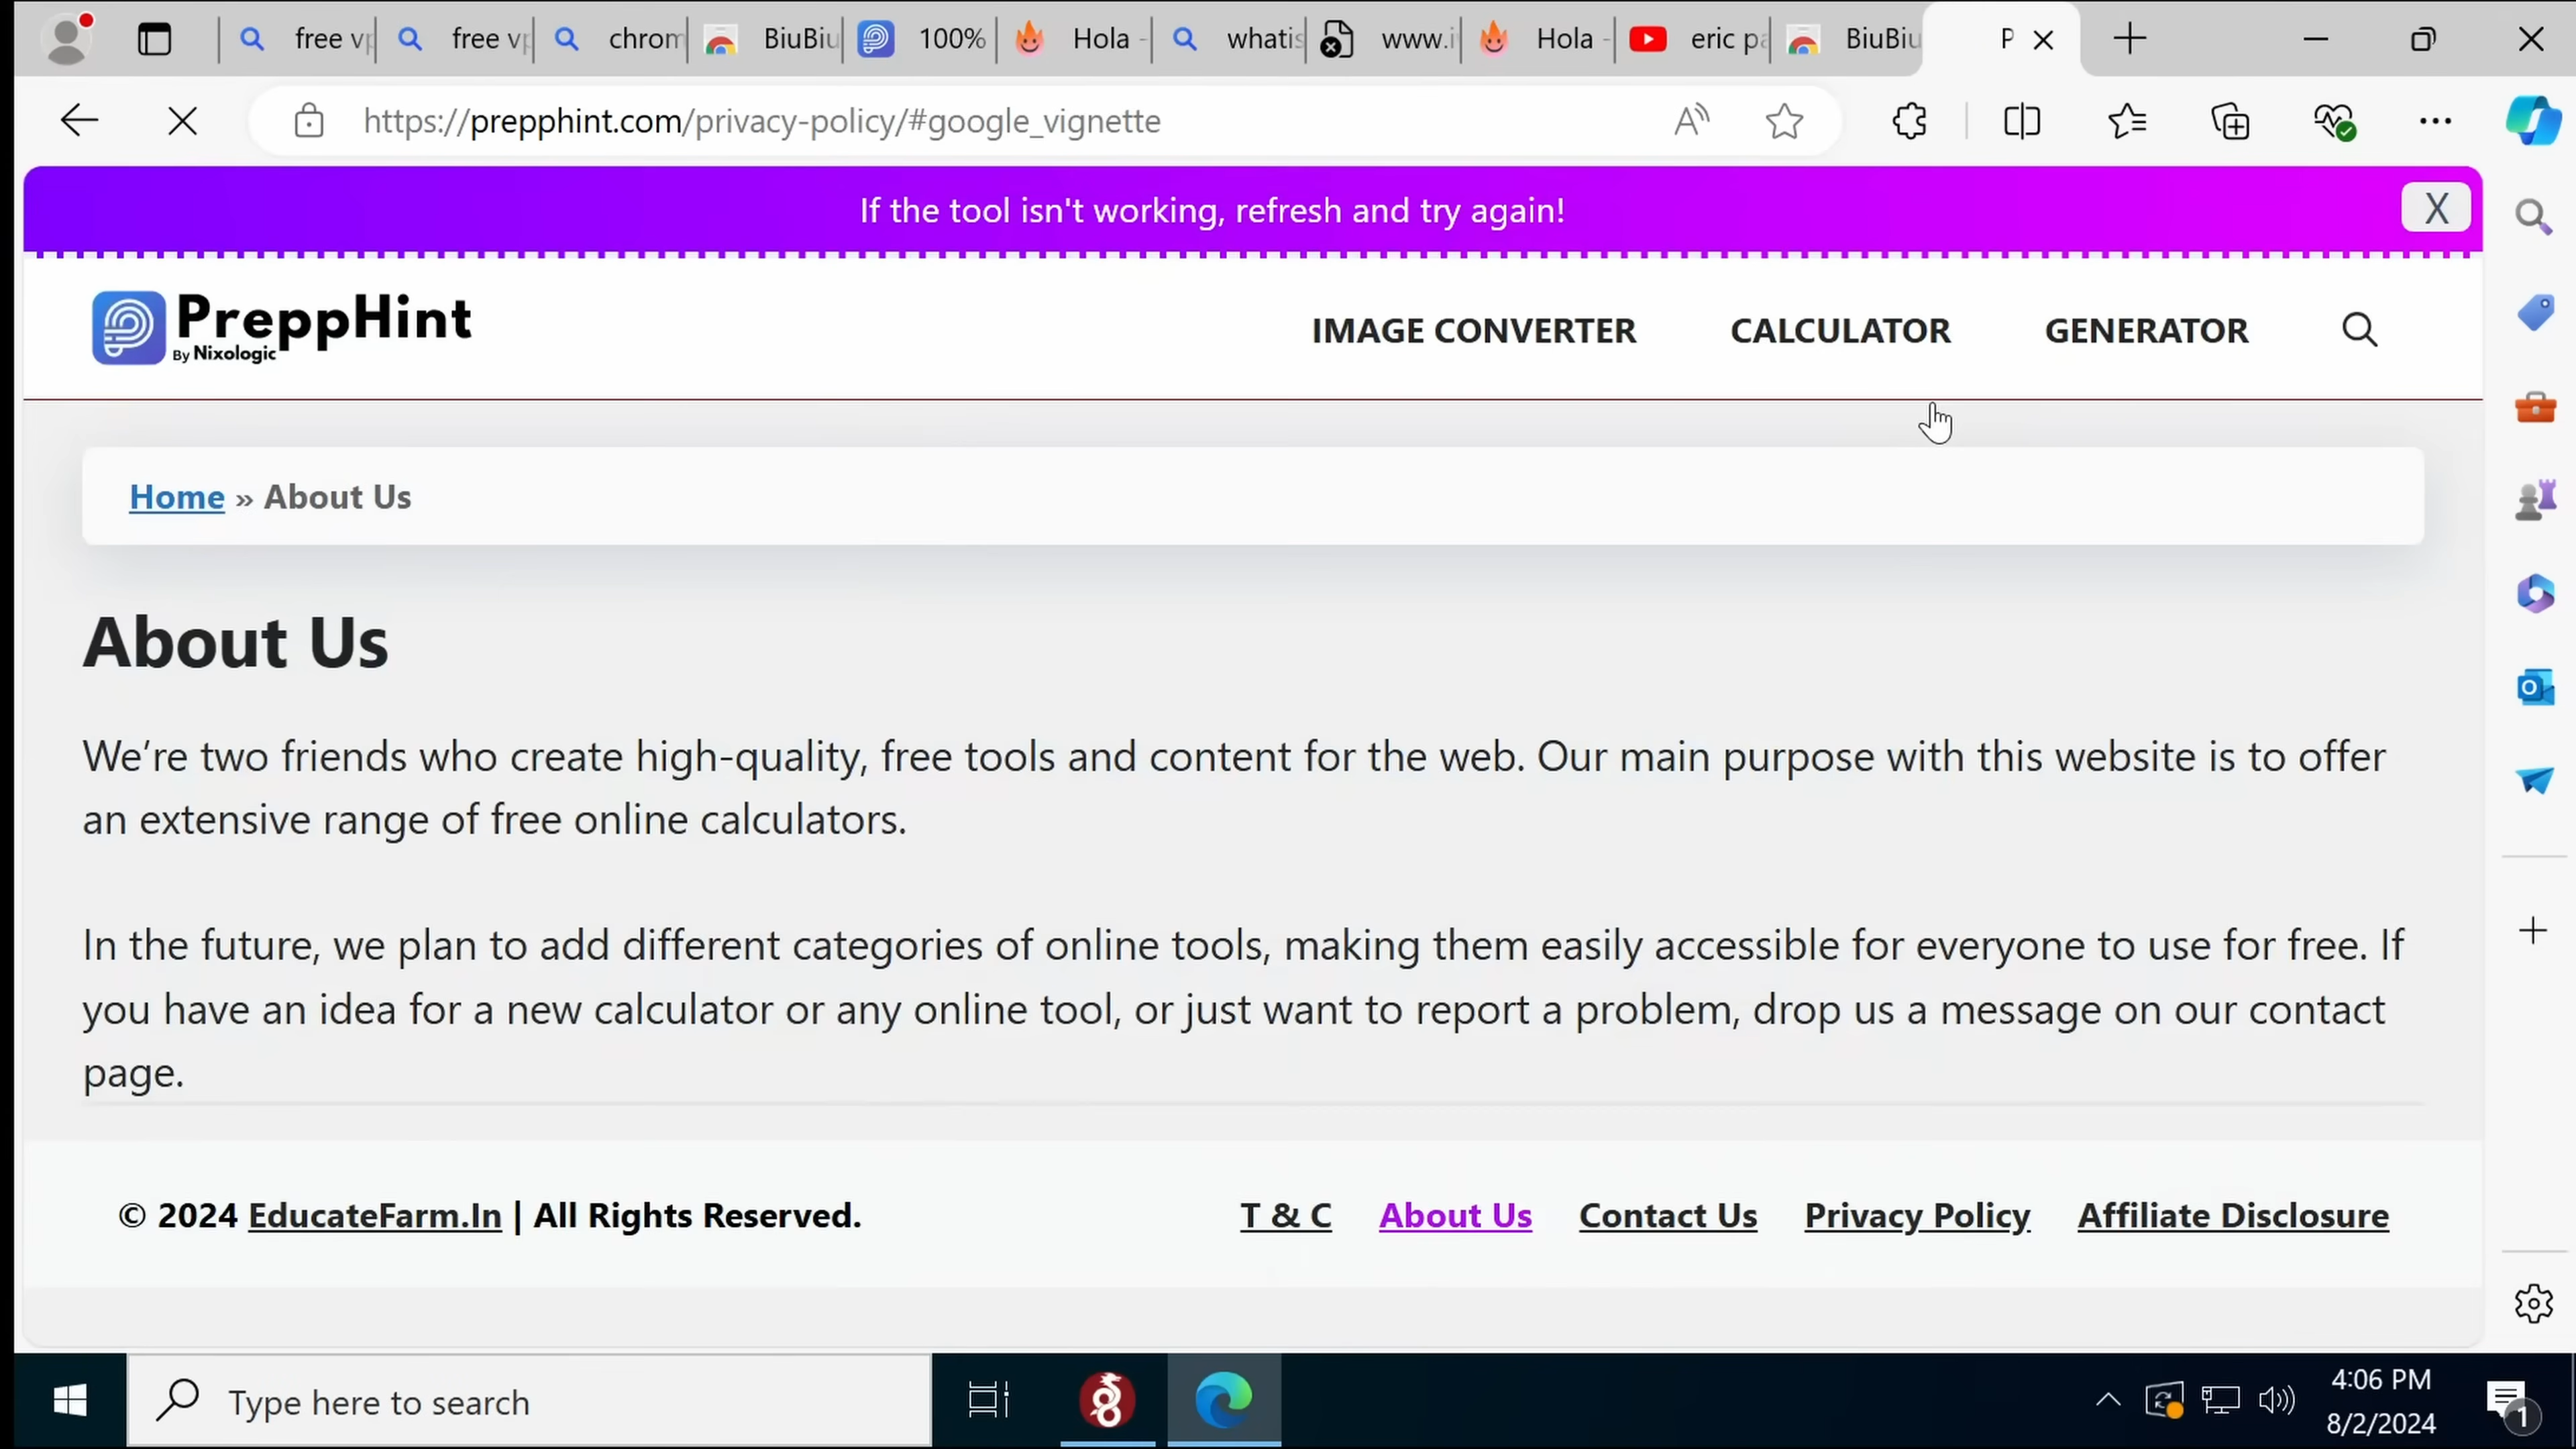 free vp
free vp
chrom
BiuBiu
100%
Hola -
whatis
www.i
Hola -
eric pa
BiuBiu
P
https://prepphint.com/privacy-policy/#google_vignette
If the tool isn't working, refresh and try again!
X
PreppHint
By Nixologic
IMAGE CONVERTER
CALCULATOR
GENERATOR
Home » About Us
About Us
We’re two friends who create high-quality, free tools and content for the web. Our main purpose with this website is to offer
an extensive range of free online calculators.
In the future, we plan to add different categories of online tools, making them easily accessible for everyone to use for free. If
you have an idea for a new calculator or any online tool, or just want to report a problem, drop us a message on our contact
page.
© 2024 EducateFarm.In | All Rights Reserved.
T & C
About Us
Contact Us
Privacy Policy
Affiliate Disclosure
Type here to search
4:06 PM
8/2/2024
1